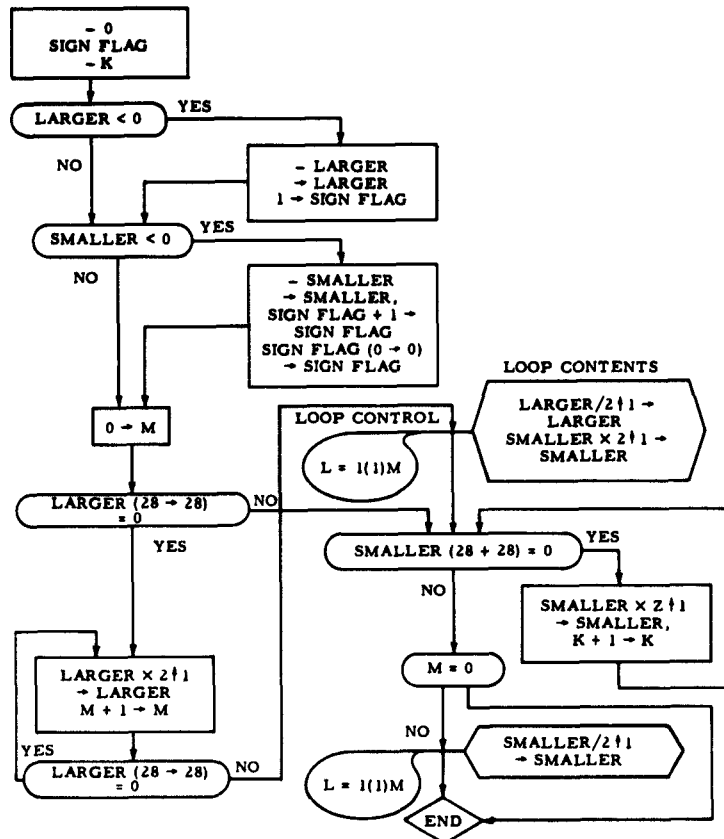 - 0
SIGN FLAG
- K
LARGER < 0
YES
NO
- LARGER
→ LARGER
1 → SIGN FLAG
SMALLER < 0
YES
NO
- SMALLER
→ SMALLER,
SIGN FLAG + 1 →
SIGN FLAG
SIGN FLAG (0 → 0)
→ SIGN FLAG
0 → M
LOOP CONTENTS
LARGER/2↑1 →
LARGER
SMALLER × 2↑1 →
SMALLER
LOOP CONTROL
L = 1(1)M
LARGER (28 → 28)
= 0
NO
YES
SMALLER (28 + 28) = 0
YES
NO
SMALLER × 2↑1
→ SMALLER,
K + 1 → K
LARGER × 2↑1
→ LARGER
M + 1 → M
YES
LARGER (28 → 28)
= 0
NO
M = 0
NO
SMALLER/2↑1
→ SMALLER
L = 1(1)M
END